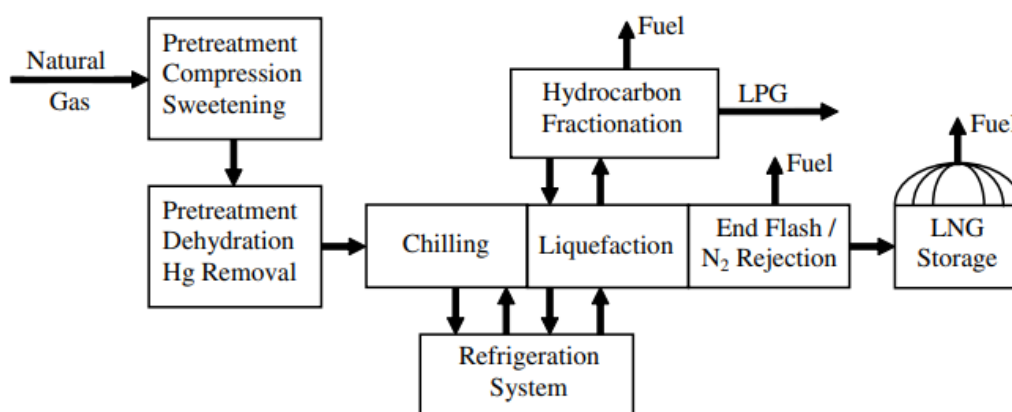 Natural
Gas
Pretreatment
Compression
Sweetening
Pretreatment
Dehydration
Hg Removal
Fuel
Hydrocarbon
Fractionation
LPG
Chilling
Liquefaction
Fuel
End Flash /
N₂ Rejection
Fuel
LNG
Storage
Refrigeration
System